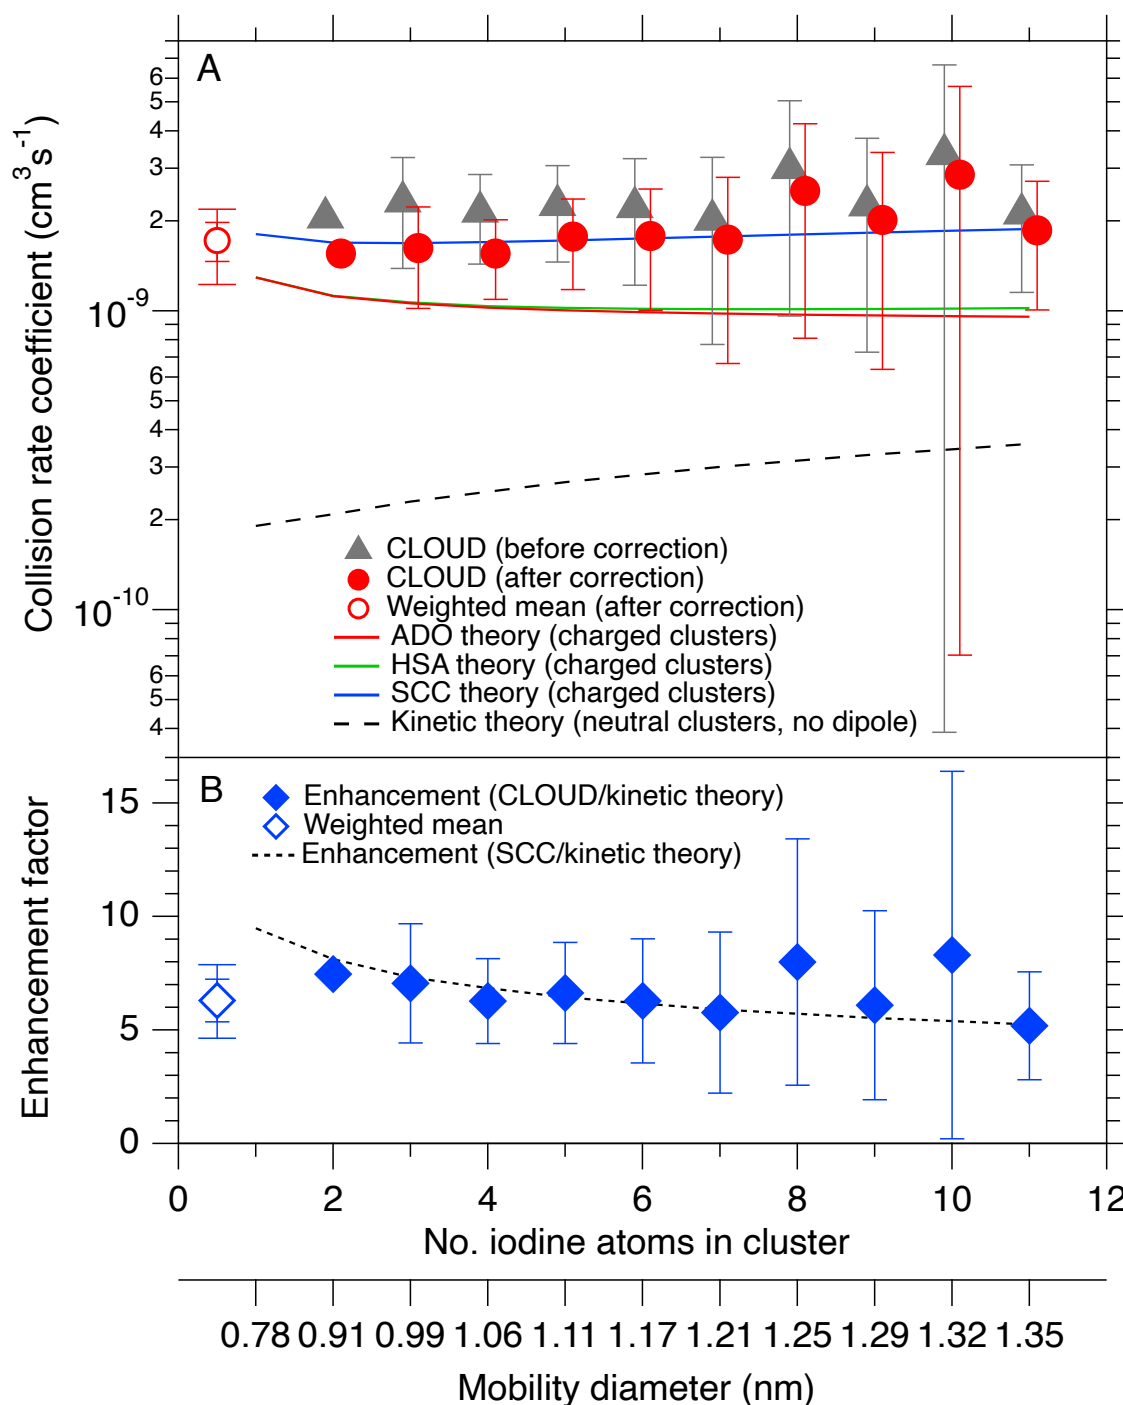 A
Collision rate coefficient (cm3s-1)
6
5
4
3
2
10-9
6
5
4
3
2
10-10
6
5
4
CLOUD (before correction)
CLOUD (after correction)
Weighted mean (after correction)
ADO theory (charged clusters)
HSA theory (charged clusters)
SCC theory (charged clusters)
Kinetic theory (neutral clusters, no dipole)
B
Enhancement factor
15
10
5
0
Enhancement (CLOUD/kinetic theory)
Weighted mean
Enhancement (SCC/kinetic theory)
0 2 4 6 8 10 12
No. iodine atoms in cluster
0.78 0.91 0.99 1.06 1.11 1.17 1.21 1.25 1.29 1.32 1.35
Mobility diameter (nm)